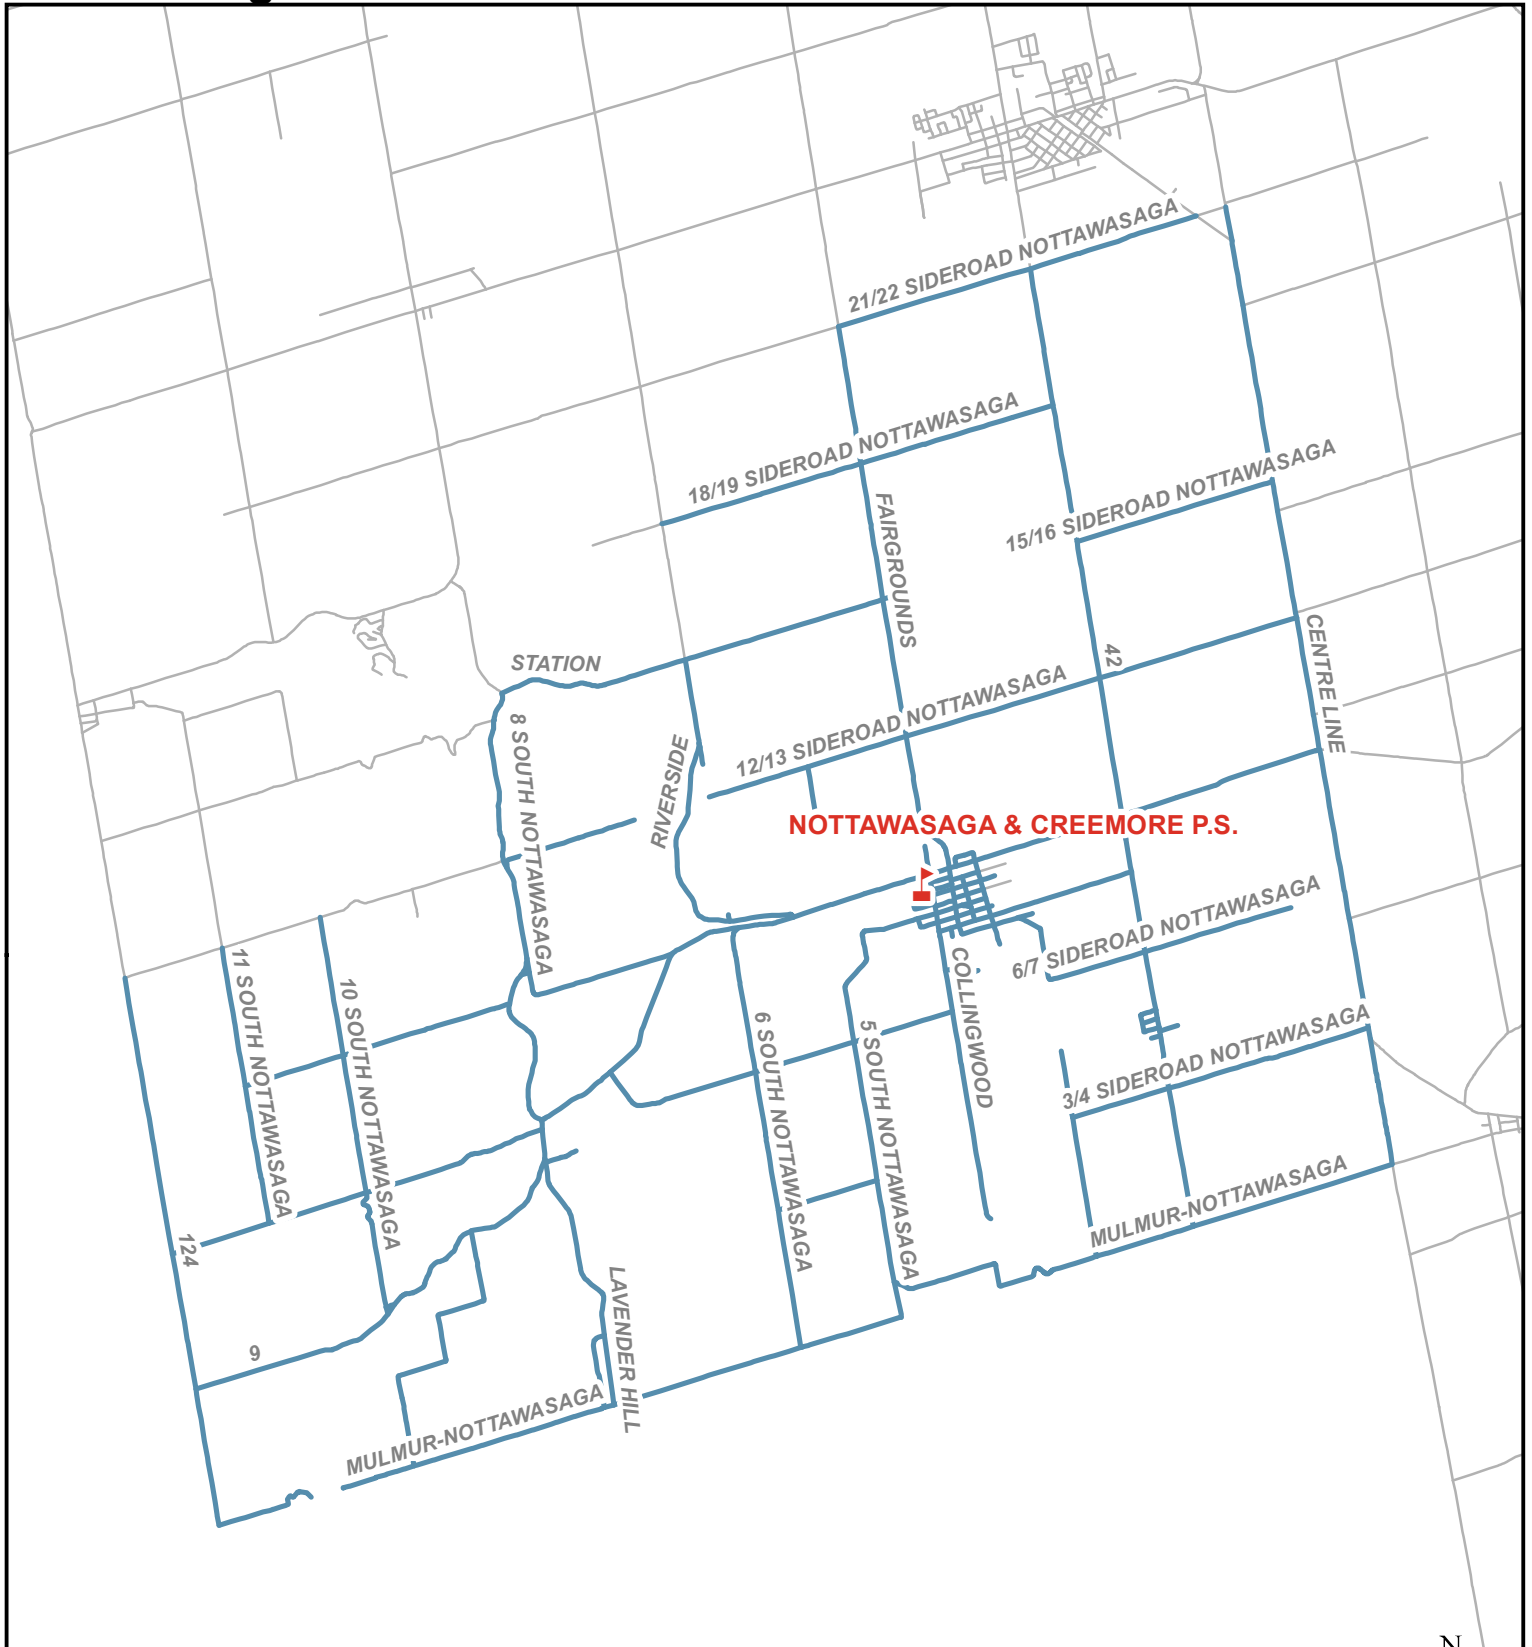 21/22 SIDEROAD NOTTAWASAGA
18/19 SIDEROAD NOTTAWASAGA
15/16 SIDEROAD NOTTAWASAGA
FAIRGROUNDS
STATION
42
CENTRE LINE
12/13 SIDEROAD NOTTAWASAGA
8 SOUTH NOTTAWASAGA
RIVERSIDE
NOTTAWASAGA & CREEMORE P.S.
6/7 SIDEROAD NOTTAWASAGA
11 SOUTH NOTTAWASAGA
10 SOUTH NOTTAWASAGA
COLLINGWOOD
6 SOUTH NOTTAWASAGA
5 SOUTH NOTTAWASAGA
3/4 SIDEROAD NOTTAWASAGA
MULMUR-NOTTAWASAGA
124
LAVENDER HILL
9
MULMUR-NOTTAWASAGA
N